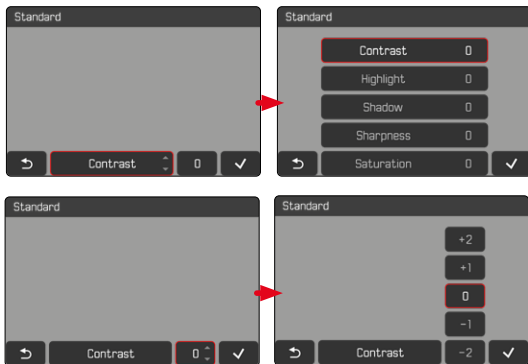 Standard
Contrast 0
Standard
Contrast 0
Highlight 0
Shadow 0
Sharpness 0
Saturation 0
Standard
Contrast 0
Standard
+2
+1
0
−1
Contrast −2